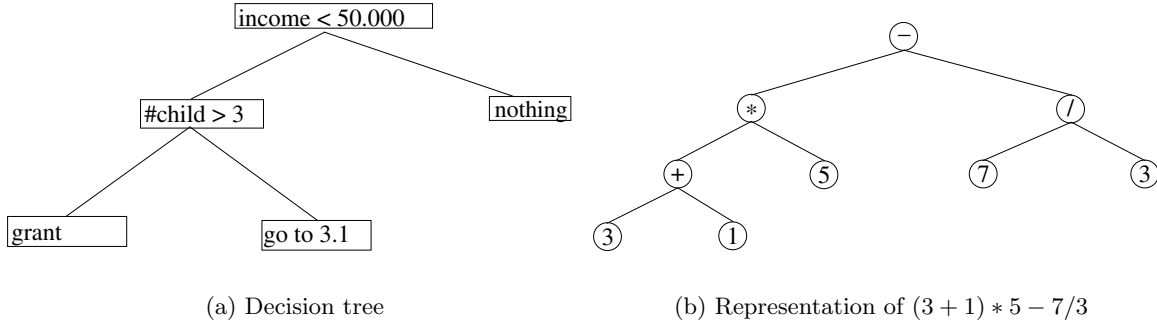 income < 50.000
#child > 3
nothing
grant
go to 3.1
(a) Decision tree
−
*
/
+
5
7
3
3
1
(b) Representation of (3 + 1) ∗ 5 − 7/3